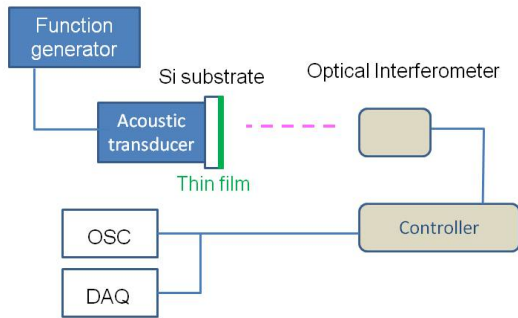 Function
generator
Si substrate
Optical Interferometer
Acoustic
transducer
Thin film
OSC
Controller
DAQ